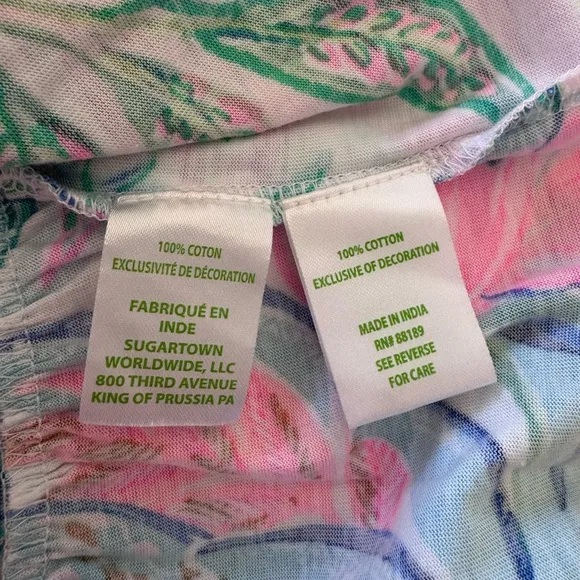 100% COTON
EXCLUSIVITÉ DE DÉCORATION
FABRIQUÉ EN
INDE
SUGARTOWN
WORLDWIDE, LLC
800 THIRD AVENUE
KING OF PRUSSIA PA
100% COTTON
EXCLUSIVE OF DECORATION
MADE IN INDIA
RN# 88189
SEE REVERSE
FOR CARE